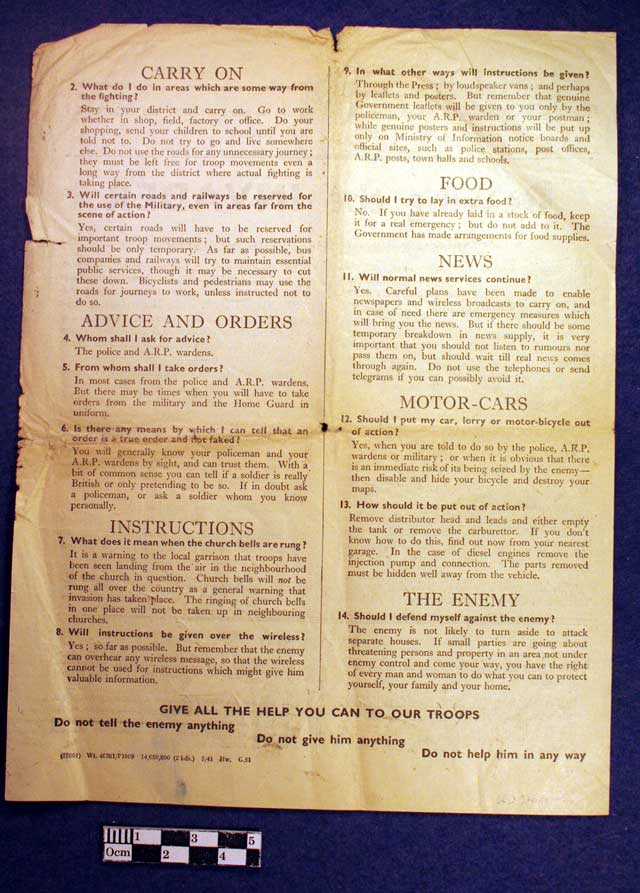 CARRY ON
2. What do I do in areas which are some way from
the fighting?
Stay in your district and carry on. Go to work
whether in shop, field, factory or office. Do your
shopping, send your children to school until you are
told not to. Do not try to go and live somewhere
else. Do not use the roads for any unnecessary journey;
they must be left free for troop movements even a
long way from the district where actual fighting is
taking place.
3. Will certain roads and railways be reserved for
the use of the Military, even in areas far from the
scene of action?
Yes, certain roads will have to be reserved for
important troop movements; but such reservations
should be only temporary. As far as possible, bus
companies and railways will try to maintain essential
public services, though it may be necessary to cut
these down. Bicyclists and pedestrians may use the
roads for journeys to work, unless instructed not to
do so.
ADVICE AND ORDERS
4. Whom shall I ask for advice?
The police and A.R.P. wardens.
5. From whom shall I take orders?
In most cases from the police and A.R.P. wardens.
But there may be times when you will have to take
orders from the military and the Home Guard in
uniform.
6. Is there any means by which I can tell that an
order is a true order and not faked?
You will generally know your policeman and your
A.R.P. wardens by sight, and can trust them. With a
bit of common sense you can tell if a soldier is really
British or only pretending to be so. If in doubt ask
a policeman, or ask a soldier whom you know
personally.
INSTRUCTIONS
7. What does it mean when the church bells are rung?
It is a warning to the local garrison that troops have
been seen landing from the air in the neighbourhood
of the church in question. Church bells will not be
rung all over the country as a general warning that
invasion has taken place. The ringing of church bells
in one place will not be taken up in neighbouring
churches.
8. Will instructions be given over the wireless?
Yes; so far as possible. But remember that the enemy
can overhear any wireless message, so that the wireless
cannot be used for instructions which might give him
valuable information.
9. In what other ways will instructions be given?
Through the Press; by loudspeaker vans; and perhaps
by leaflets and posters. But remember that genuine
Government leaflets will be given to you only by the
policeman, your A.R.P. warden or your postman;
while genuine posters and instructions will be put up
only on Ministry of Information notice boards and
official sites, such as police stations, post offices,
A.R.P. posts, town halls and schools.
FOOD
10. Should I try to lay in extra food?
No. If you have already laid in a stock of food, keep
it for a real emergency; but do not add to it. The
Government has made arrangements for food supplies.
NEWS
11. Will normal news services continue?
Yes. Careful plans have been made to enable
newspapers and wireless broadcasts to carry on, and
in case of need there are emergency measures which
will bring you the news. But if there should be some
temporary breakdown in news supply, it is very
important that you should not listen to rumours nor
pass them on, but should wait till real news comes
through again. Do not use the telephones or send
telegrams if you can possibly avoid it.
MOTOR-CARS
12. Should I put my car, lorry or motor-bicycle out
of action?
Yes, when you are told to do so by the police, A.R.P.
wardens or military; or when it is obvious that there
is an immediate risk of its being seized by the enemy—
then disable and hide your bicycle and destroy your
maps.
13. How should it be put out of action?
Remove distributor head and leads and either empty
the tank or remove the carburettor. If you don't
know how to do this, find out now from your nearest
garage. In the case of diesel engines remove the
injection pump and connection. The parts removed
must be hidden well away from the vehicle.
THE ENEMY
14. Should I defend myself against the enemy?
The enemy is not likely to turn aside to attack
separate houses. If small parties are going about
threatening persons and property in an area not under
enemy control and come your way, you have the right
of every man and woman to do what you can to protect
yourself, your family and your home.
GIVE ALL THE HELP YOU CAN TO OUR TROOPS
Do not tell the enemy anything
Do not give him anything
Do not help him in any way
Wt. 14,050,000 (2 kds.) 5/41 Hw. G.51
0cm 1 2 3 4 5